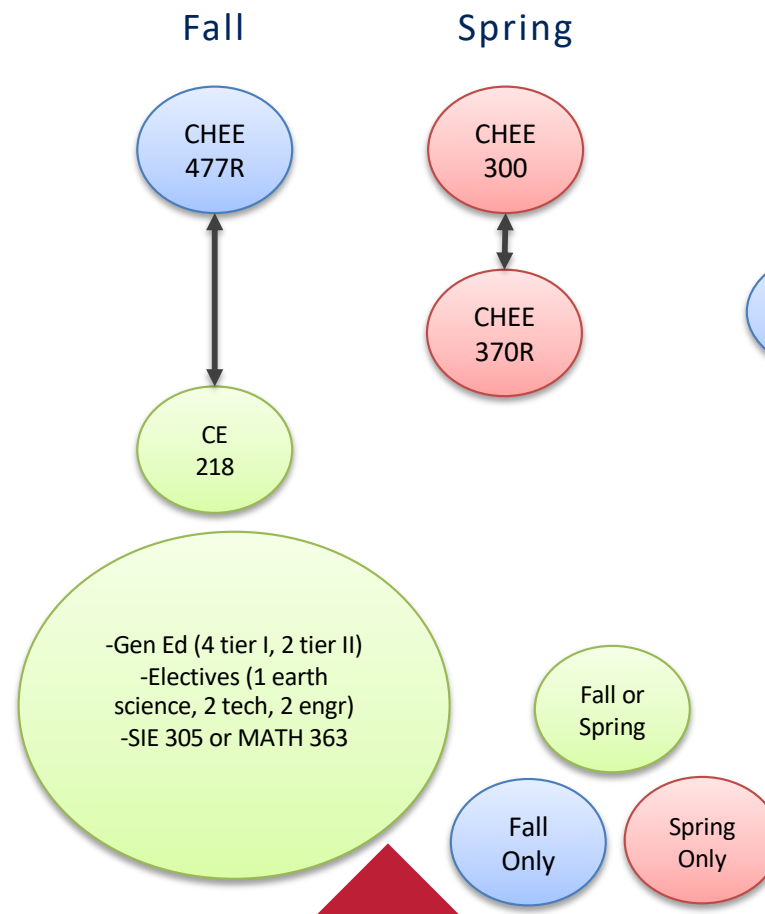 Fall
Spring
CHEE
477R
CHEE
300
CHEE
370R
CE
218
-Gen Ed (4 tier I, 2 tier II)
-Electives (1 earth
science, 2 tech, 2 engr)
-SIE 305 or MATH 363
Fall or
Spring
Fall
Only
Spring
Only